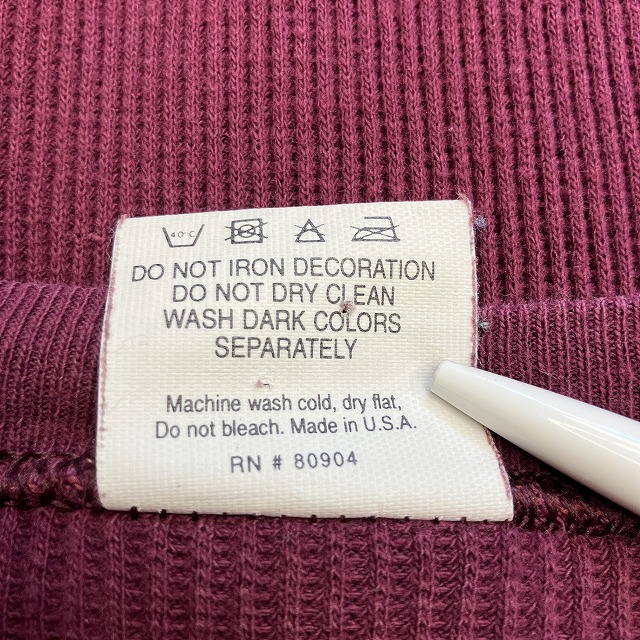 40°C
DO NOT IRON DECORATION
DO NOT DRY CLEAN
WASH DARK COLORS
SEPARATELY
Machine wash cold, dry flat,
Do not bleach. Made in U.S.A.
RN # 80904